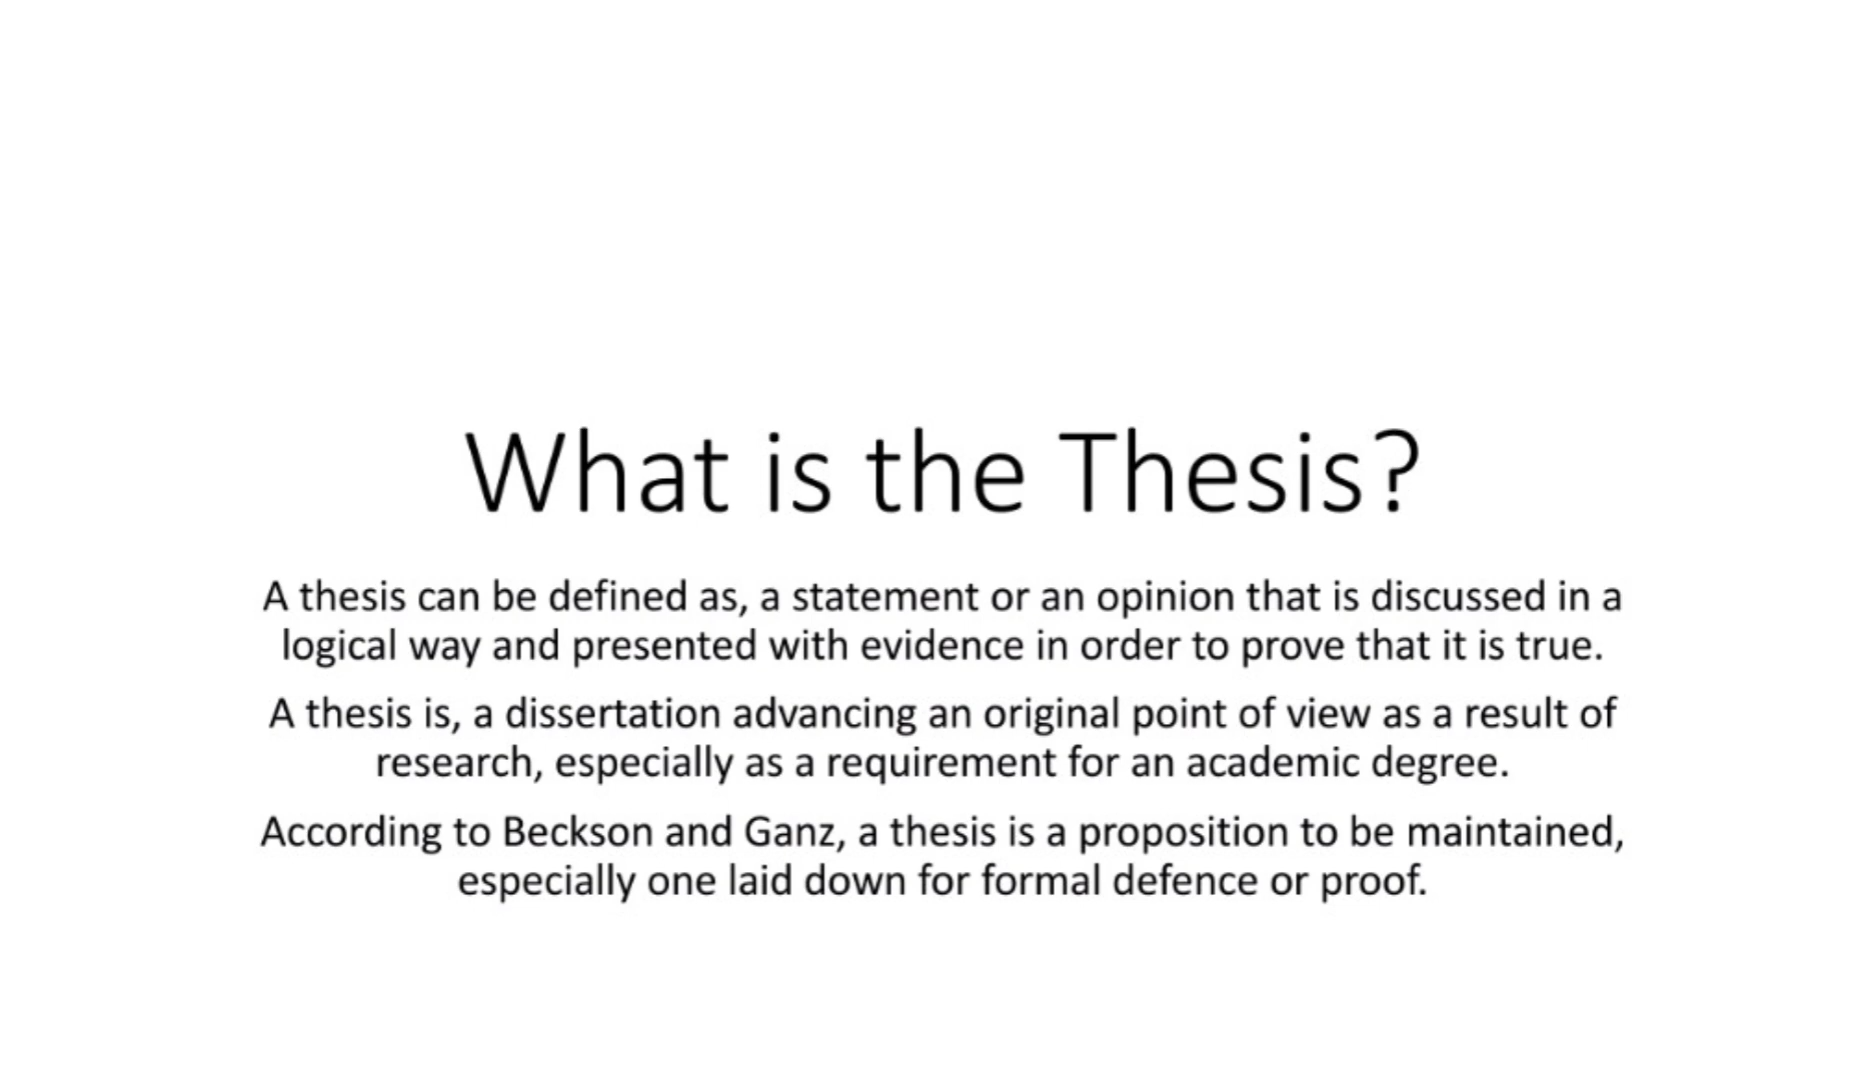 What is the Thesis?
A thesis can be defined as, a statement or an opinion that is discussed in a
logical way and presented with evidence in order to prove that it is true.
A thesis is, a dissertation advancing an original point of view as a result of
research, especially as a requirement for an academic degree.
According to Beckson and Ganz, a thesis is a proposition to be maintained,
especially one laid down for formal defence or proof.